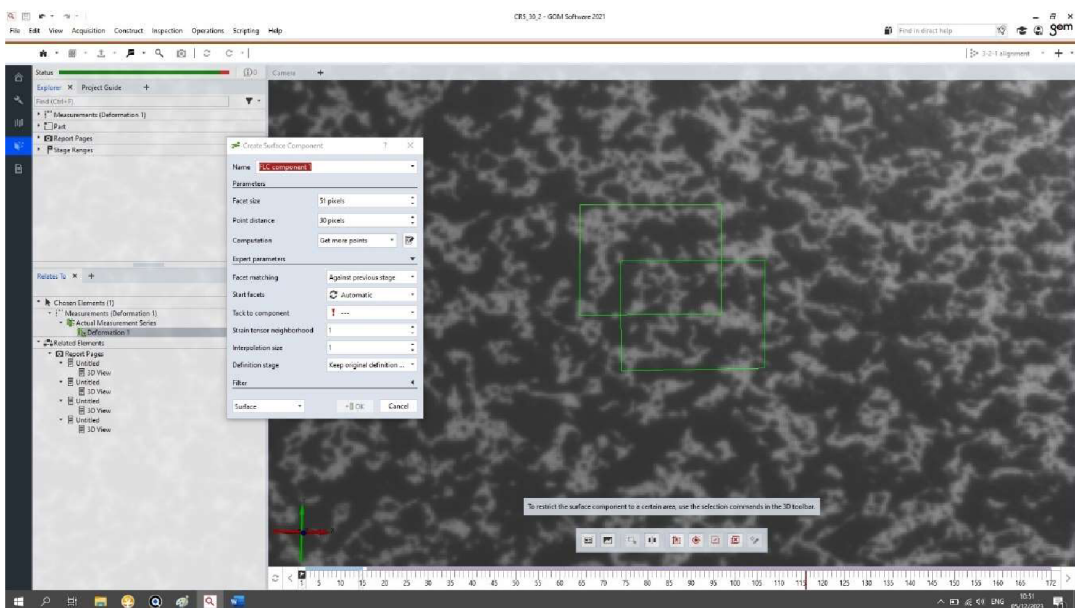 CR5_30_2 - GOM Software 2021
File Edit View Acquisition Construct Inspection Operations Scripting Help
Find in direct help
gom
3-2-1 alignment
Status
0
Camera +
Explorer Project Guide +
Find (Ctrl+F)
Measurements (Deformation 1)
Part
Report Pages
Stage Ranges
Create Surface Component ? ×
Name FLC component 1
Parameters
Facet size 51 pixels
Point distance 30 pixels
Computation Get more points
Expert parameters
Facet matching Against previous stage
Start facets Automatic
Tack to component ! ---
Strain tensor neighborhood 1
Interpolation size 1
Definition stage Keep original definition ...
Filter
Surface OK Cancel
Relates To × +
Chosen Elements (1)
Measurements (Deformation 1)
Actual Measurement Series
Deformation 1
Related Elements
Report Pages
Untitled
3D View
Untitled
3D View
Untitled
3D View
Untitled
3D View
To restrict the surface component to a certain area, use the selection commands in the 3D toolbar.
1 5 10 15 20 25 30 35 40 45 50 55 60 65 70 75 80 85 90 95 100 105 110 115 120 125 130 135 140 145 150 155 160 165 172
ENG
10:51
05/12/2023